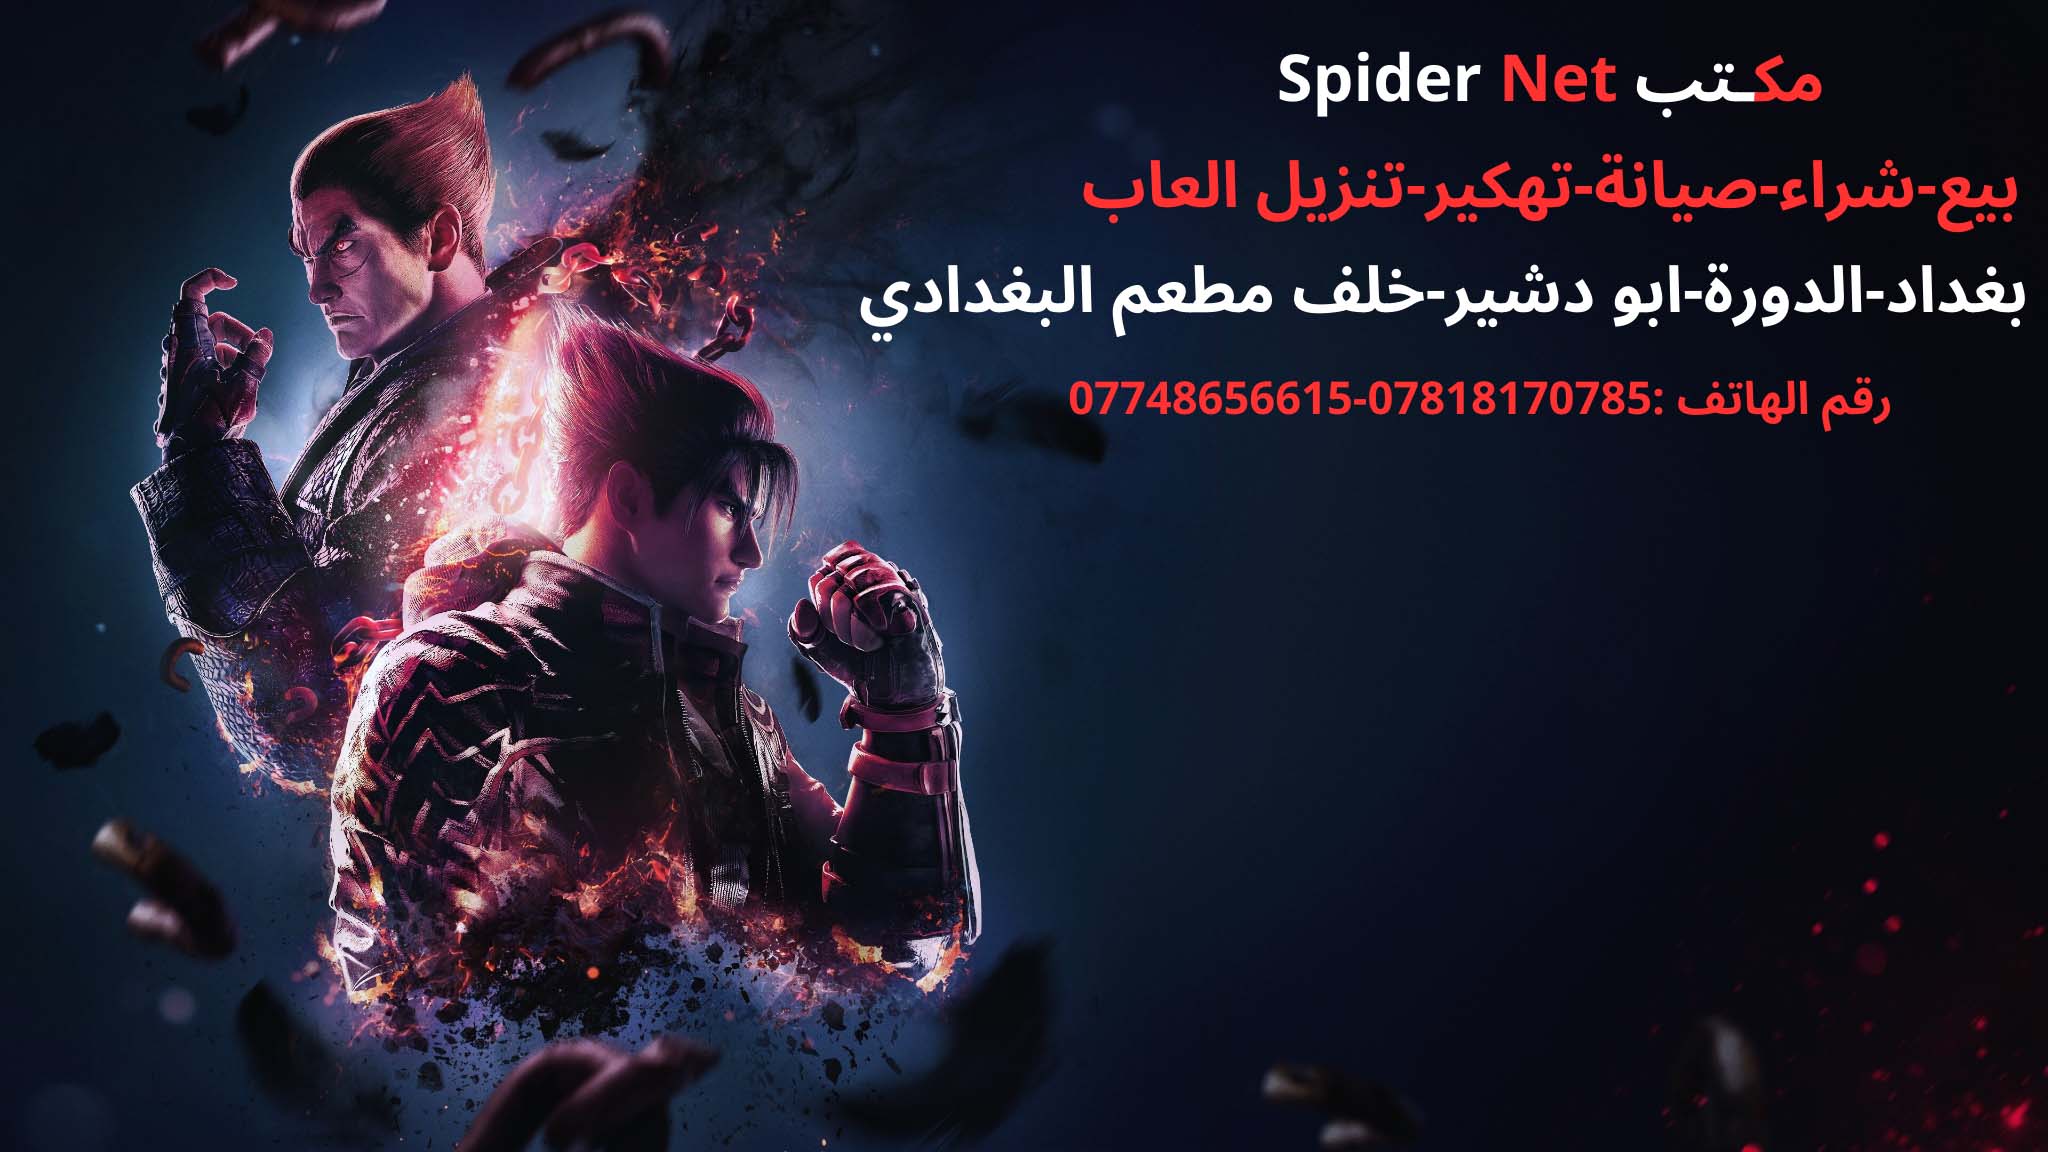 مكـتب Spider Net
بيع-شراء-صيانة-تهكير-تنزيل العاب
بغداد-الدورة-ابو دشير-خلف مطعم البغدادي
رقم الهاتف :07818170785-07748656615